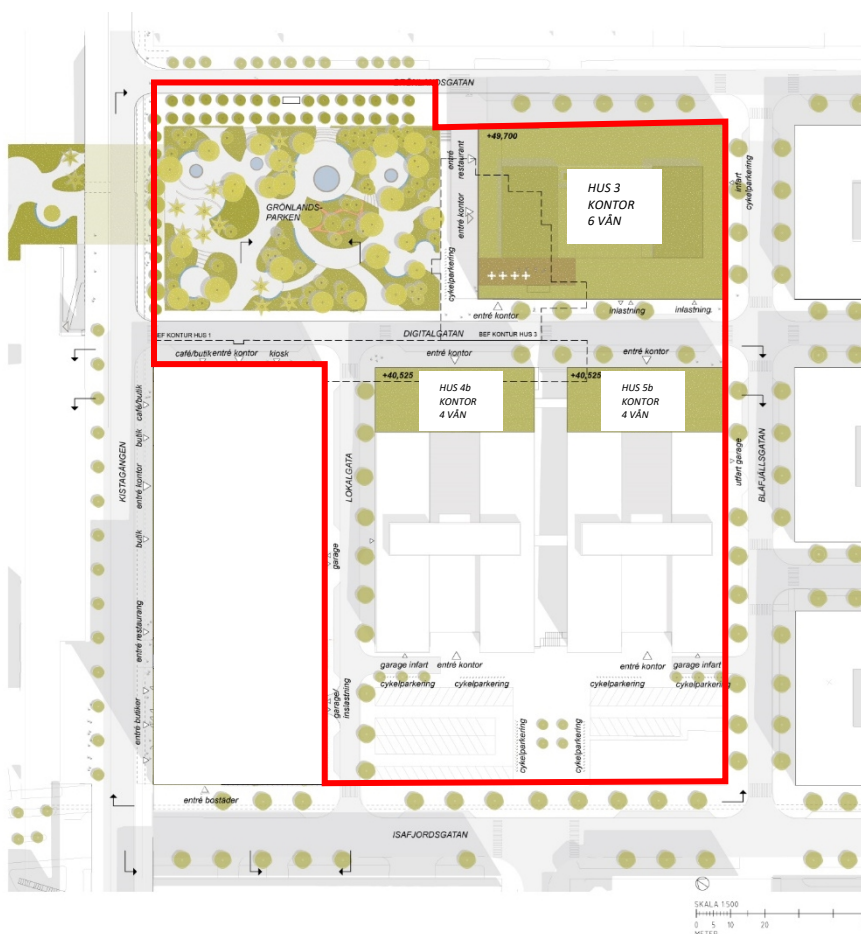 GRÖNLANDSGATAN
+49,700
entré restaurant
infart cykelparkering
HUS 3
KONTOR
6 VÅN
GRÖNLANDS-
PARKEN
entré kontor
++++
cykelparkering
entré kontor
inlastning
inlastning.
BEF KONTUR HUS 1
DIGITALGATAN
BEF KONTUR HUS 3
café/butik
entré kontor
kiosk
entré kontor
entré kontor
+40,525
+40,525
HUS 4b
KONTOR
4 VÅN
HUS 5b
KONTOR
4 VÅN
café/butik
butik
KISTAGÅNGEN
entré kontor
LOKALGATA
utfart garage
BLAFJÄLLSGATAN
butik
garage
entré restaurang
garage infart
entré kontor
entré kontor
garage infart
cykelparkering
cykelparkering
cykelparkering
cykelparkering
entré butiker
garage/
inslastning
cykelparkering
cykelparkering
entré bostäder
ISAFJORDSGATAN
SKALA 1:500
0 5 10 20
METER